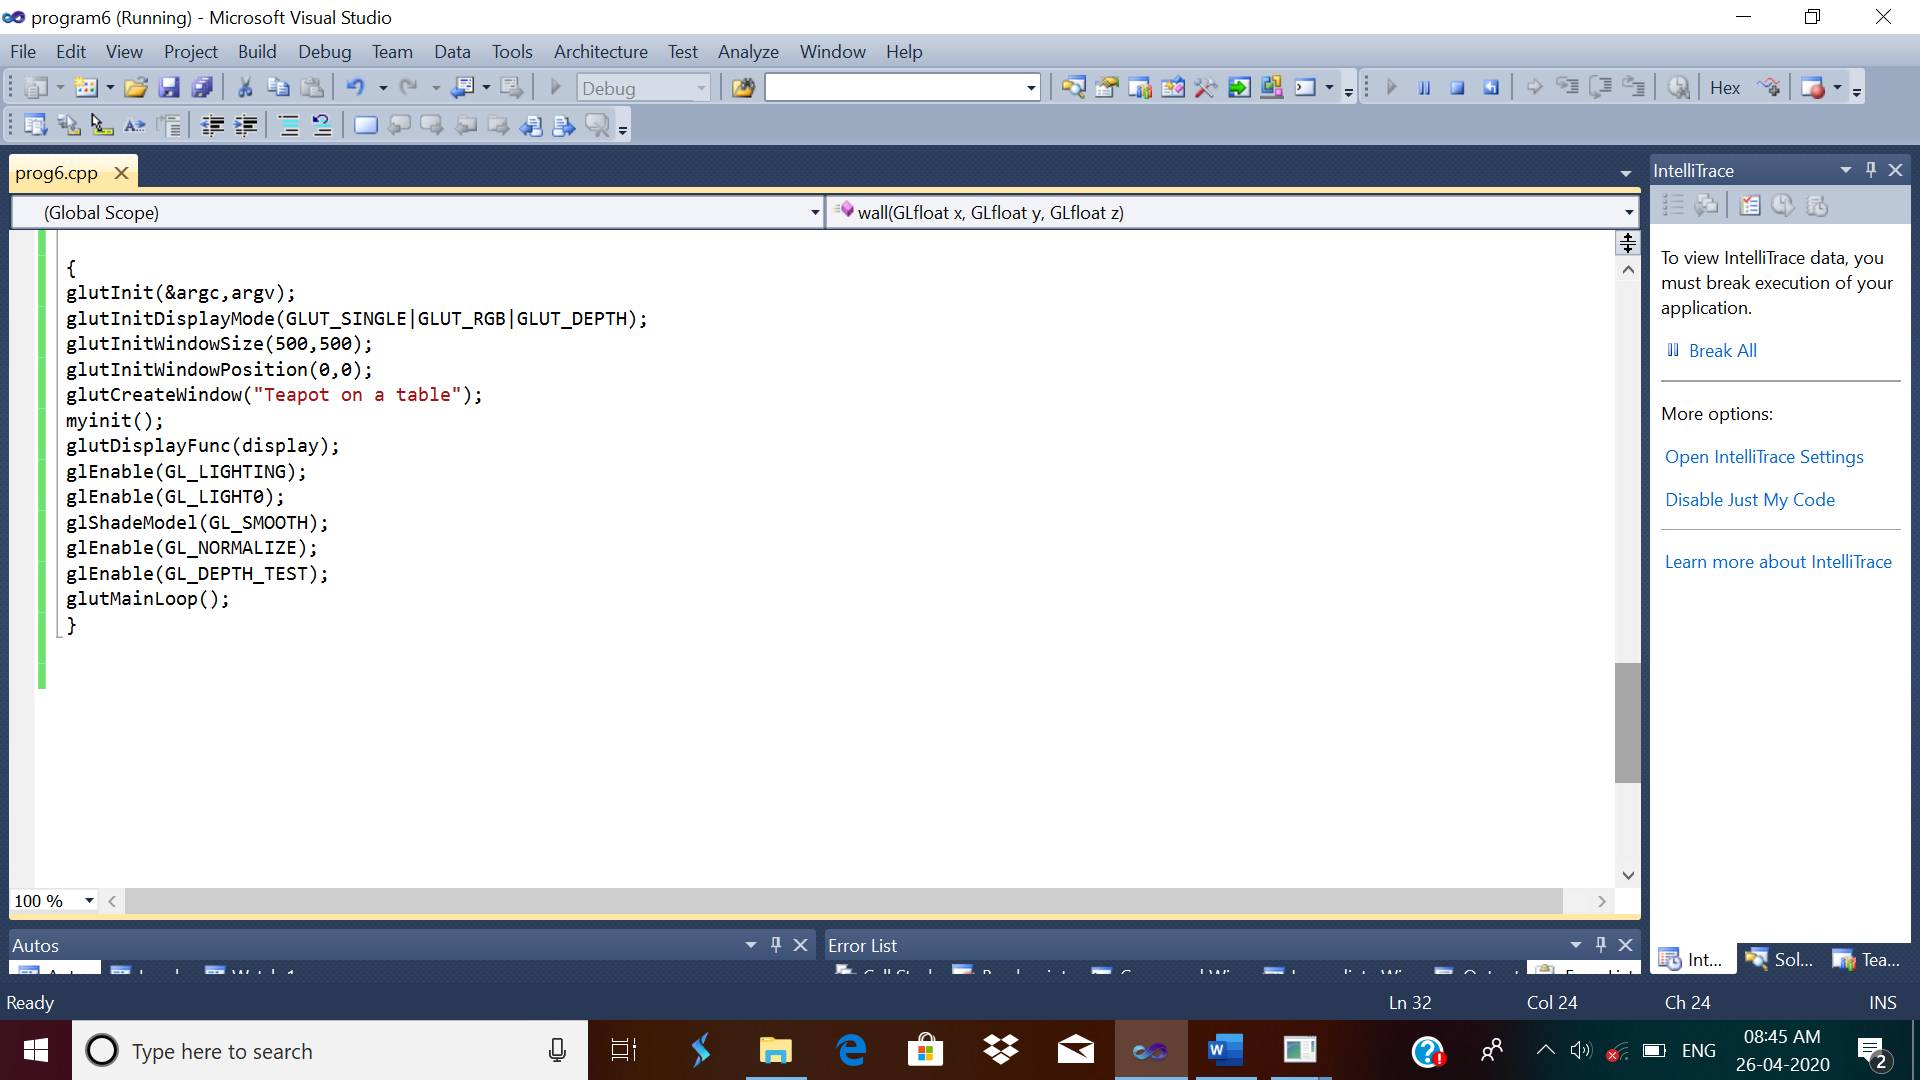 program6 (Running) - Microsoft Visual Studio
File Edit View Project Build Debug Team Data Tools Architecture Test Analyze Window Help
Debug
Hex
prog6.cpp
(Global Scope)
wall(GLfloat x, GLfloat y, GLfloat z)
{
glutInit(&argc,argv);
glutInitDisplayMode(GLUT_SINGLE|GLUT_RGB|GLUT_DEPTH);
glutInitWindowSize(500,500);
glutInitWindowPosition(0,0);
glutCreateWindow("Teapot on a table");
myinit();
glutDisplayFunc(display);
glEnable(GL_LIGHTING);
glEnable(GL_LIGHT0);
glShadeModel(GL_SMOOTH);
glEnable(GL_NORMALIZE);
glEnable(GL_DEPTH_TEST);
glutMainLoop();
}
100 %
IntelliTrace
To view IntelliTrace data, you
must break execution of your
application.
Break All
More options:
Open IntelliTrace Settings
Disable Just My Code
Learn more about IntelliTrace
Int... Sol... Tea...
Autos
Error List
Ready
Ln 32 Col 24 Ch 24 INS
Type here to search
ENG
08:45 AM
26-04-2020
2